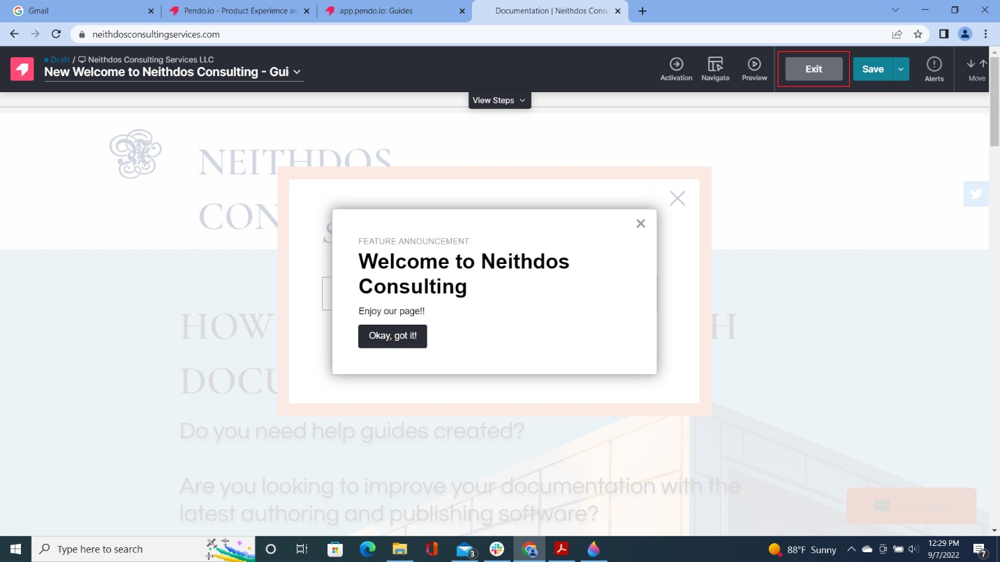 Gmail
Pendo.io - Product Experience an
app.pendo.io: Guides
Documentation | Neithdos Consu
neithdosconsultingservices.com
Draft / Neithdos Consulting Services LLC
New Welcome to Neithdos Consulting - Gui
Activation
Navigate
Preview
Exit
Save
Alerts
Move
View Steps
NEITHDOS
CON
S
FEATURE ANNOUNCEMENT
Welcome to Neithdos
Consulting
Enjoy our page!!
Okay, got it!
HOW
H
DOCU
Do you need help guides created?
Are you looking to improve your documentation with the
latest authoring and publishing software?
Let's Chat!
Type here to search
3
88°F Sunny
12:29 PM
9/7/2022
7